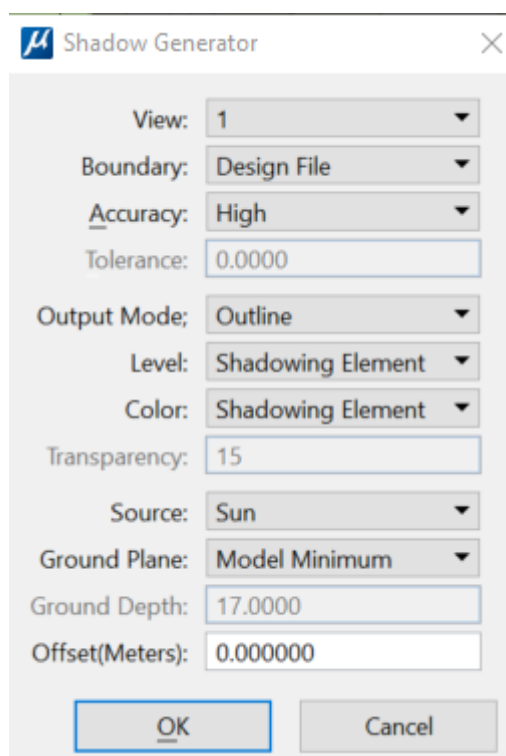 µ Shadow Generator
View: 1
Boundary: Design File
Accuracy: High
Tolerance: 0.0000
Output Mode; Outline
Level: Shadowing Element
Color: Shadowing Element
Transparency: 15
Source: Sun
Ground Plane: Model Minimum
Ground Depth: 17.0000
Offset(Meters): 0.000000
OK Cancel